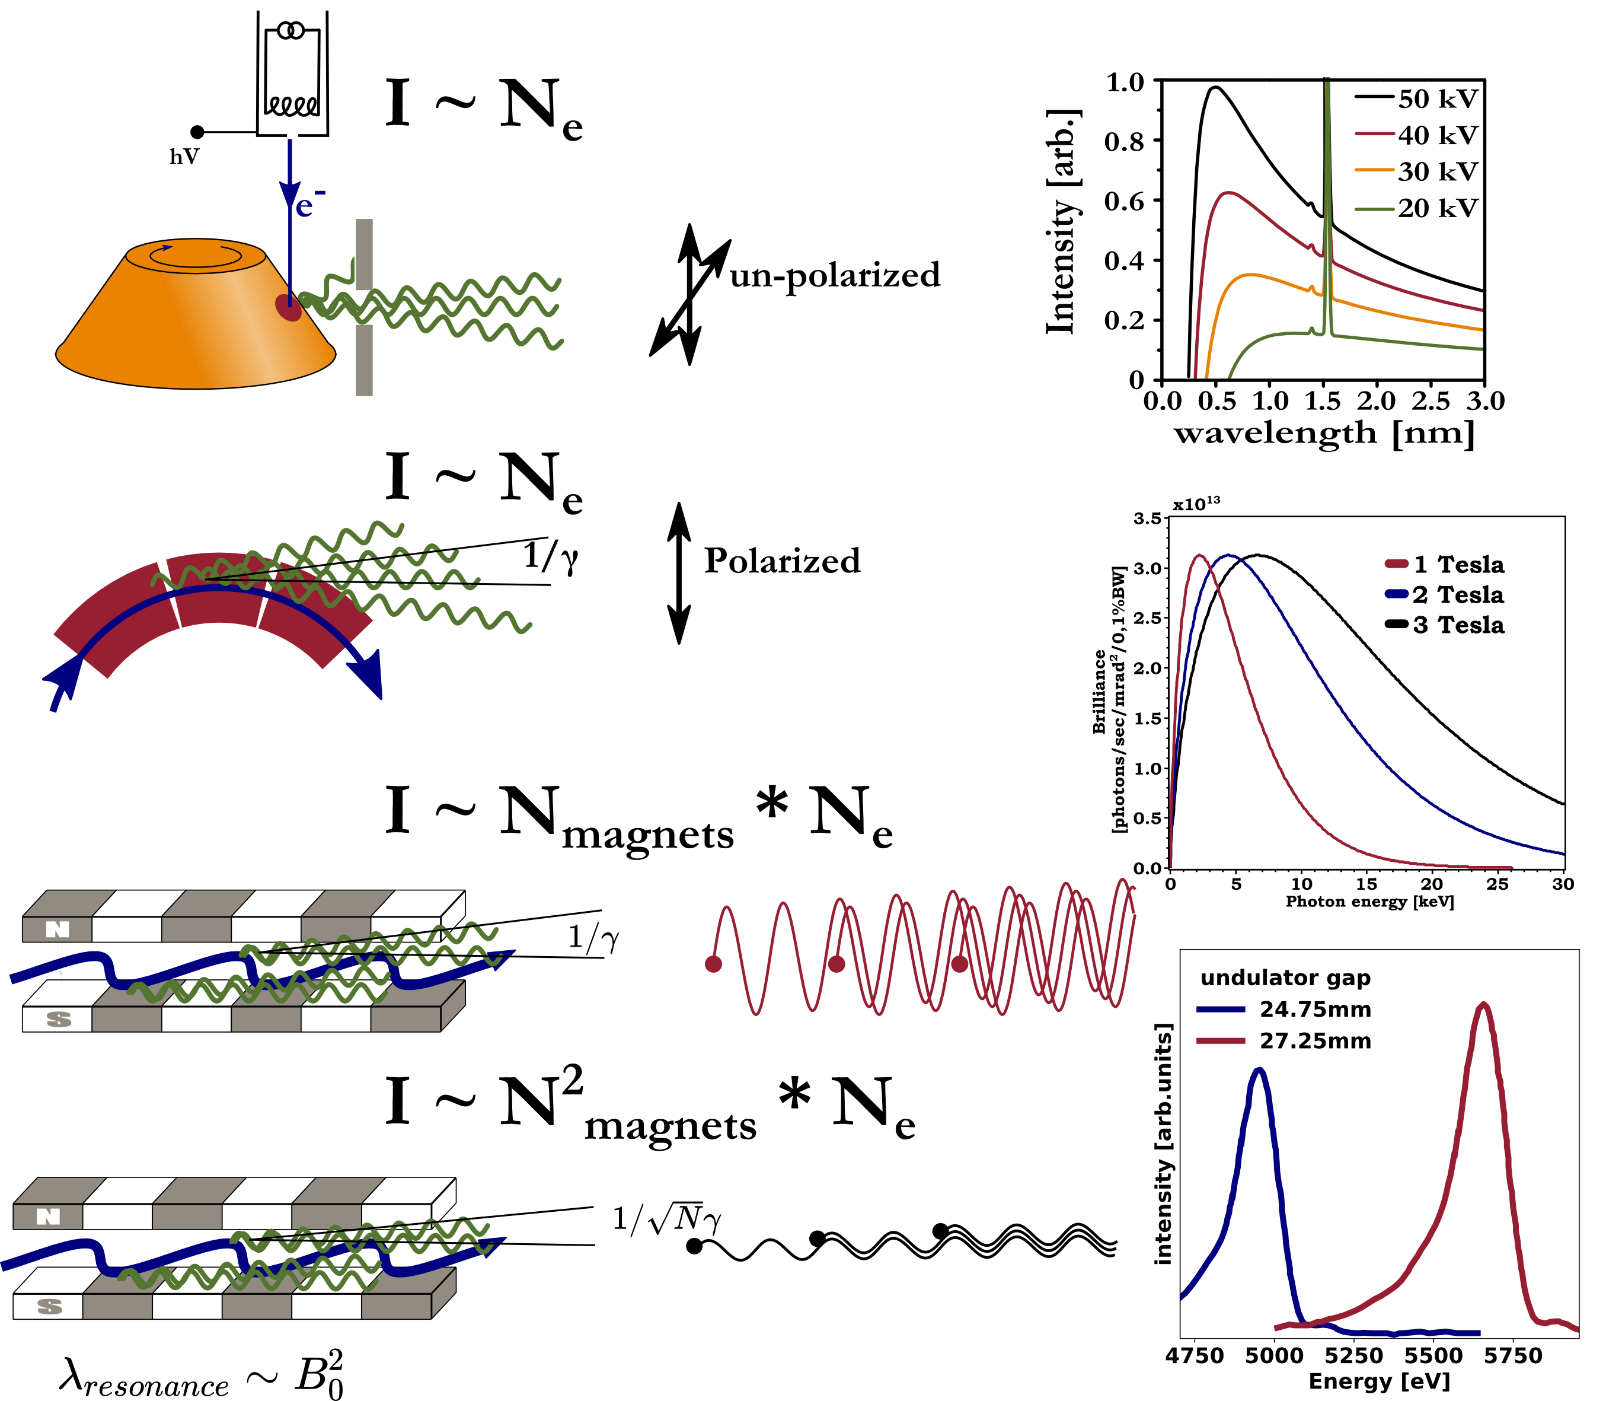 I ~ Nₑ
hV
e⁻
un-polarized
Intensity [arb.]
1.0
0.8
0.6
0.4
0.2
0
50 kV
40 kV
30 kV
20 kV
0.0 0.5 1.0 1.5 2.0 2.5 3.0
wavelength [nm]
I ~ Nₑ
1/γ
Polarized
x10¹³
Brilliance
[photons/sec/mrad²/0,1%BW]
3.5
3.0
2.5
2.0
1.5
1.0
0.5
0.0
1 Tesla
2 Tesla
3 Tesla
0 5 10 15 20 25 30
Photon energy [keV]
I ~ N_magnets * Nₑ
N
S
1/γ
I ~ N²_magnets * Nₑ
N
S
1/√Nγ
λ_resonance ~ B₀²
intensity [arb.units]
undulator gap
24.75mm
27.25mm
4750 5000 5250 5500 5750
Energy [eV]